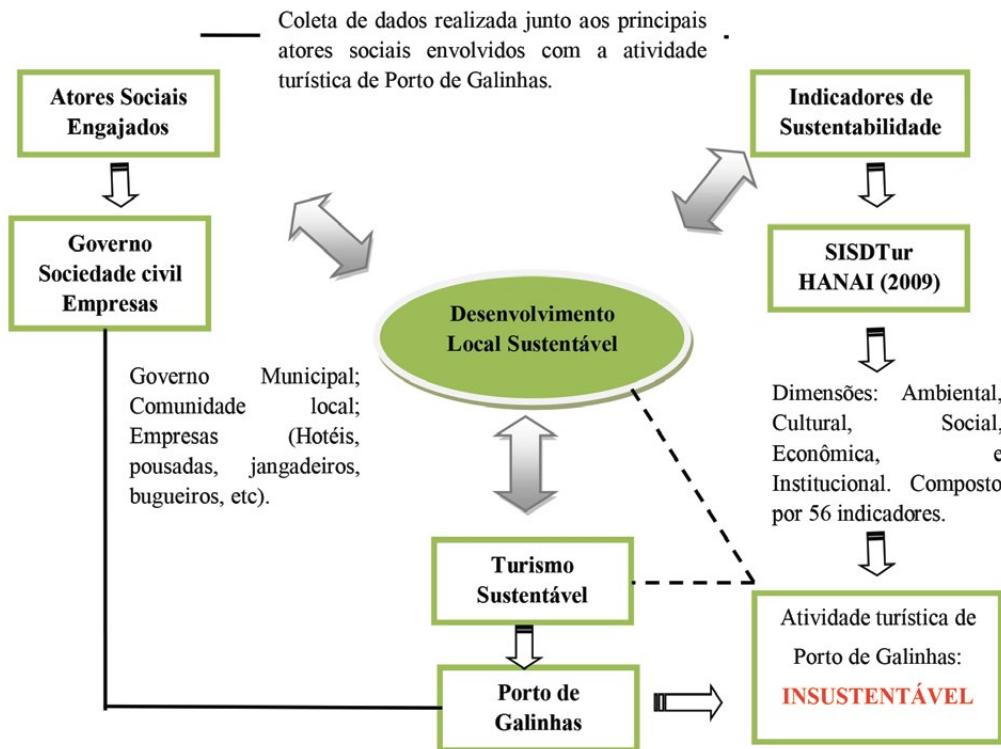 Coleta de dados realizada junto aos principais
atores sociais envolvidos com a atividade
turística de Porto de Galinhas.
Atores Sociais
Engajados
Indicadores de
Sustentabilidade
Governo
Sociedade civil
Empresas
SISDTur
HANAI (2009)
Desenvolvimento
Local Sustentável
Governo Municipal;
Comunidade local;
Empresas (Hotéis,
pousadas, jangadeiros,
bugueiros, etc).
Dimensões: Ambiental,
Cultural, Social,
Econômica, e
Institucional. Composto
por 56 indicadores.
Turismo
Sustentável
Porto de
Galinhas
Atividade turística de
Porto de Galinhas:
INSUSTENTÁVEL